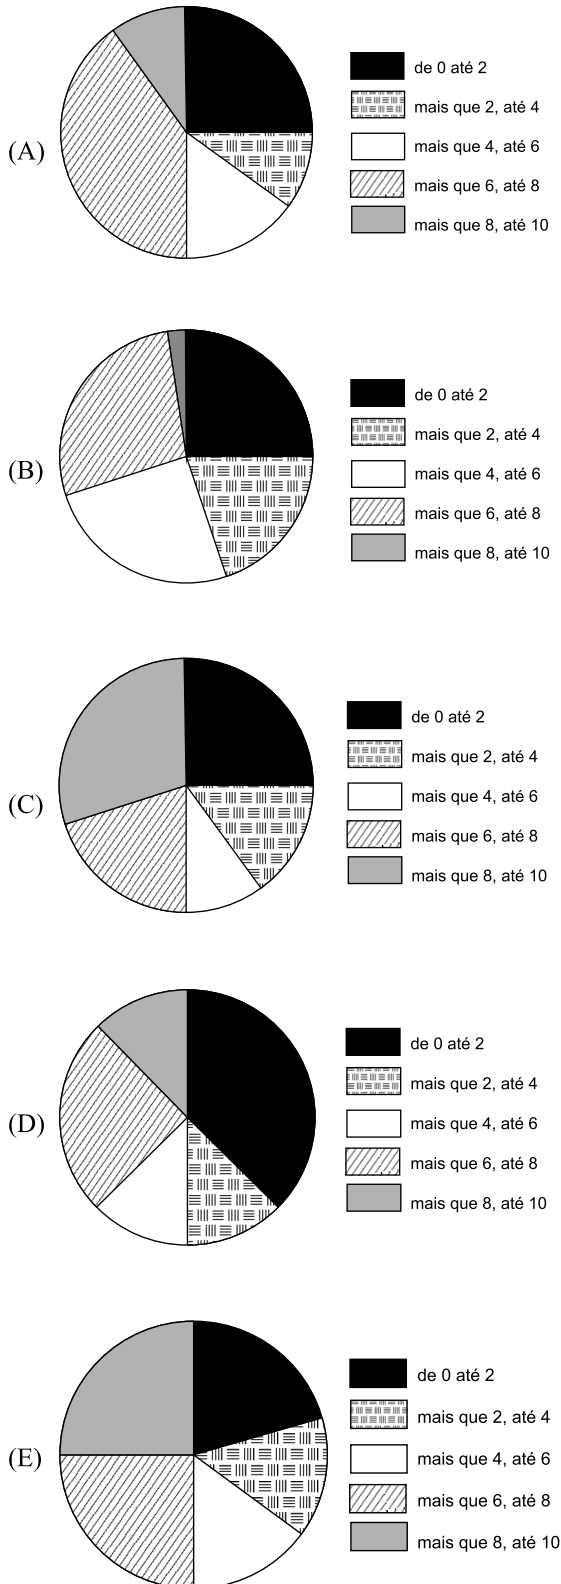 (A)
de 0 até 2
mais que 2, até 4
mais que 4, até 6
mais que 6, até 8
mais que 8, até 10
(B)
de 0 até 2
mais que 2, até 4
mais que 4, até 6
mais que 6, até 8
mais que 8, até 10
(C)
de 0 até 2
mais que 2, até 4
mais que 4, até 6
mais que 6, até 8
mais que 8, até 10
(D)
de 0 até 2
mais que 2, até 4
mais que 4, até 6
mais que 6, até 8
mais que 8, até 10
(E)
de 0 até 2
mais que 2, até 4
mais que 4, até 6
mais que 6, até 8
mais que 8, até 10